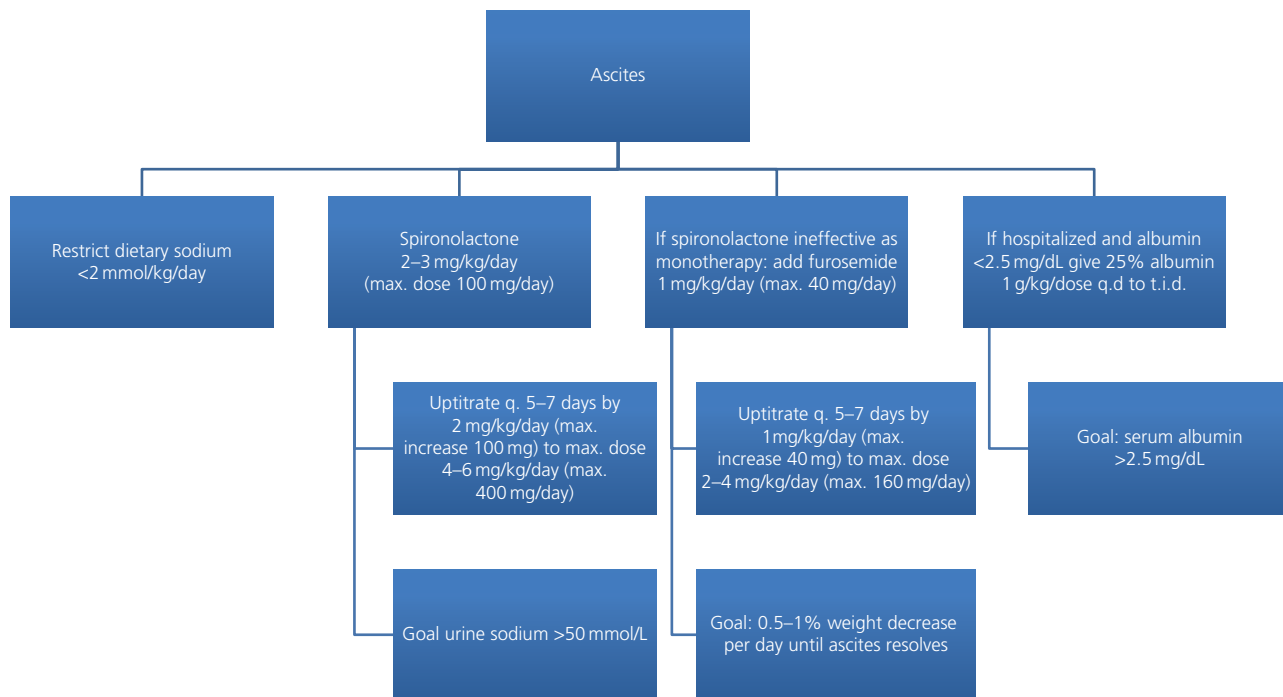 Ascites
Restrict dietary sodium
<2 mmol/kg/day
Spironolactone
2–3 mg/kg/day
(max. dose 100 mg/day)
If spironolactone ineffective as
monotherapy: add furosemide
1 mg/kg/day (max. 40 mg/day)
If hospitalized and albumin
<2.5 mg/dL give 25% albumin
1 g/kg/dose q.d to t.i.d.
Uptitrate q. 5–7 days by
2 mg/kg/day (max.
increase 100 mg) to max. dose
4–6 mg/kg/day (max.
400 mg/day)
Uptitrate q. 5–7 days by
1mg/kg/day (max.
increase 40 mg) to max. dose
2–4 mg/kg/day (max. 160 mg/day)
Goal: serum albumin
>2.5 mg/dL
Goal urine sodium >50 mmol/L
Goal: 0.5–1% weight decrease
per day until ascites resolves